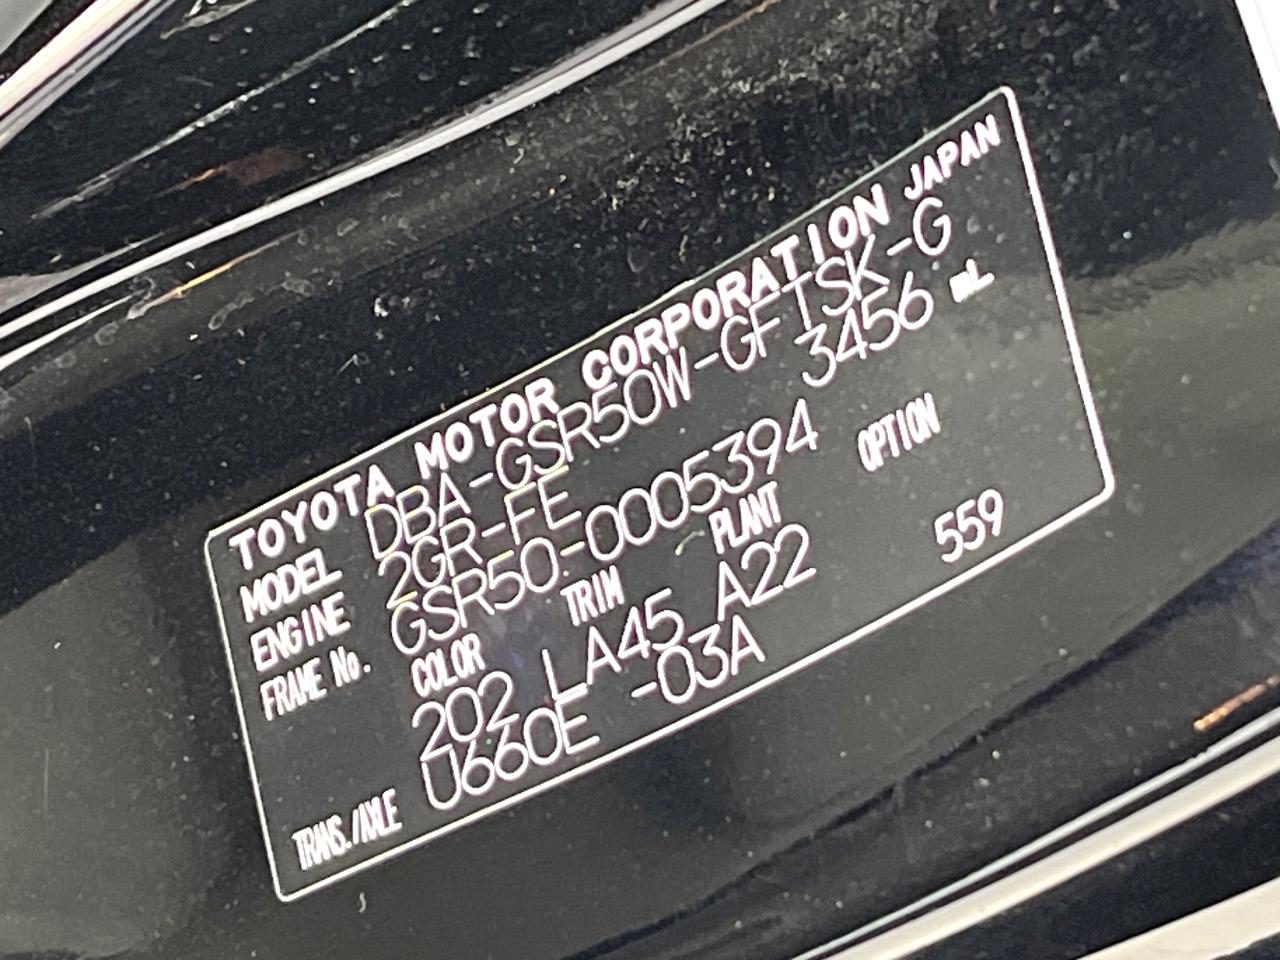 TOYOTA MOTOR CORPORATION JAPAN
MODEL DBA-GSR50W-GFTSK-G
ENGINE 2GR-FE 3456 mL
FRAME No. GSR50-0005394
COLOR TRIM PLANT OPTION
202 LA45 A22 559
TRANS./AXLE U660E -03A